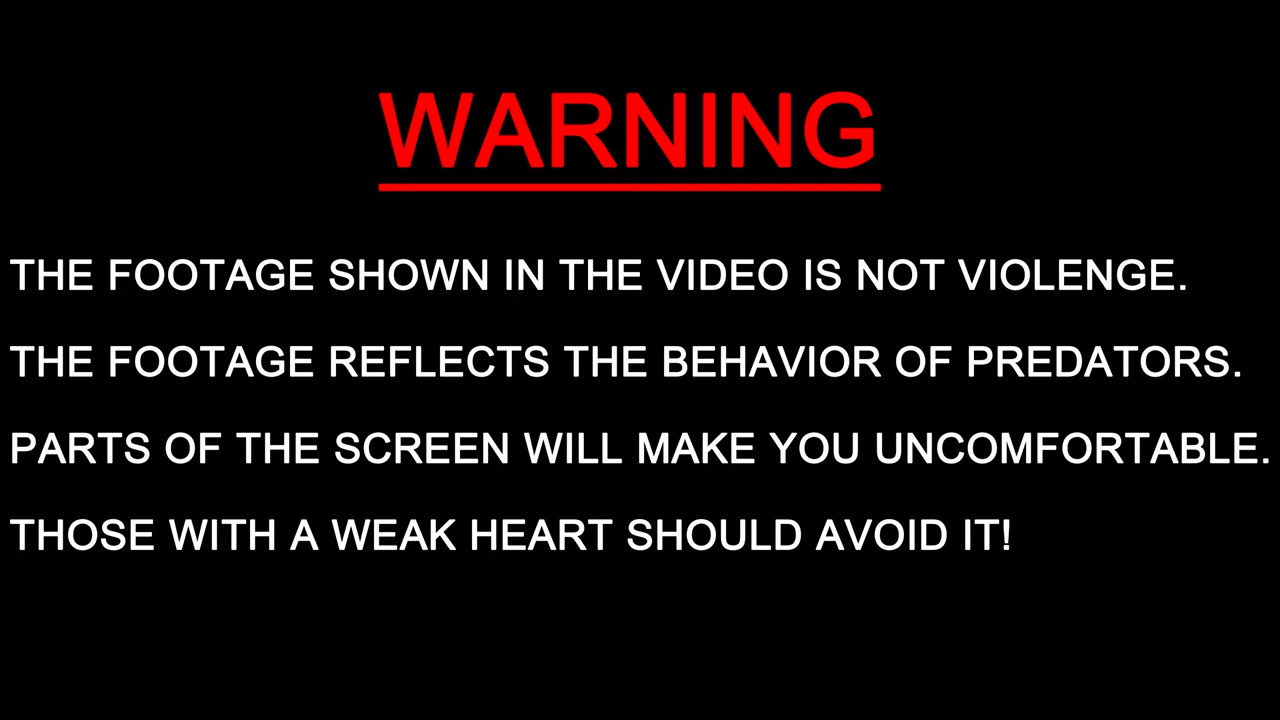 WARNING
THE FOOTAGE SHOWN IN THE VIDEO IS NOT VIOLENGE.
THE FOOTAGE REFLECTS THE BEHAVIOR OF PREDATORS.
PARTS OF THE SCREEN WILL MAKE YOU UNCOMFORTABLE.
THOSE WITH A WEAK HEART SHOULD AVOID IT!